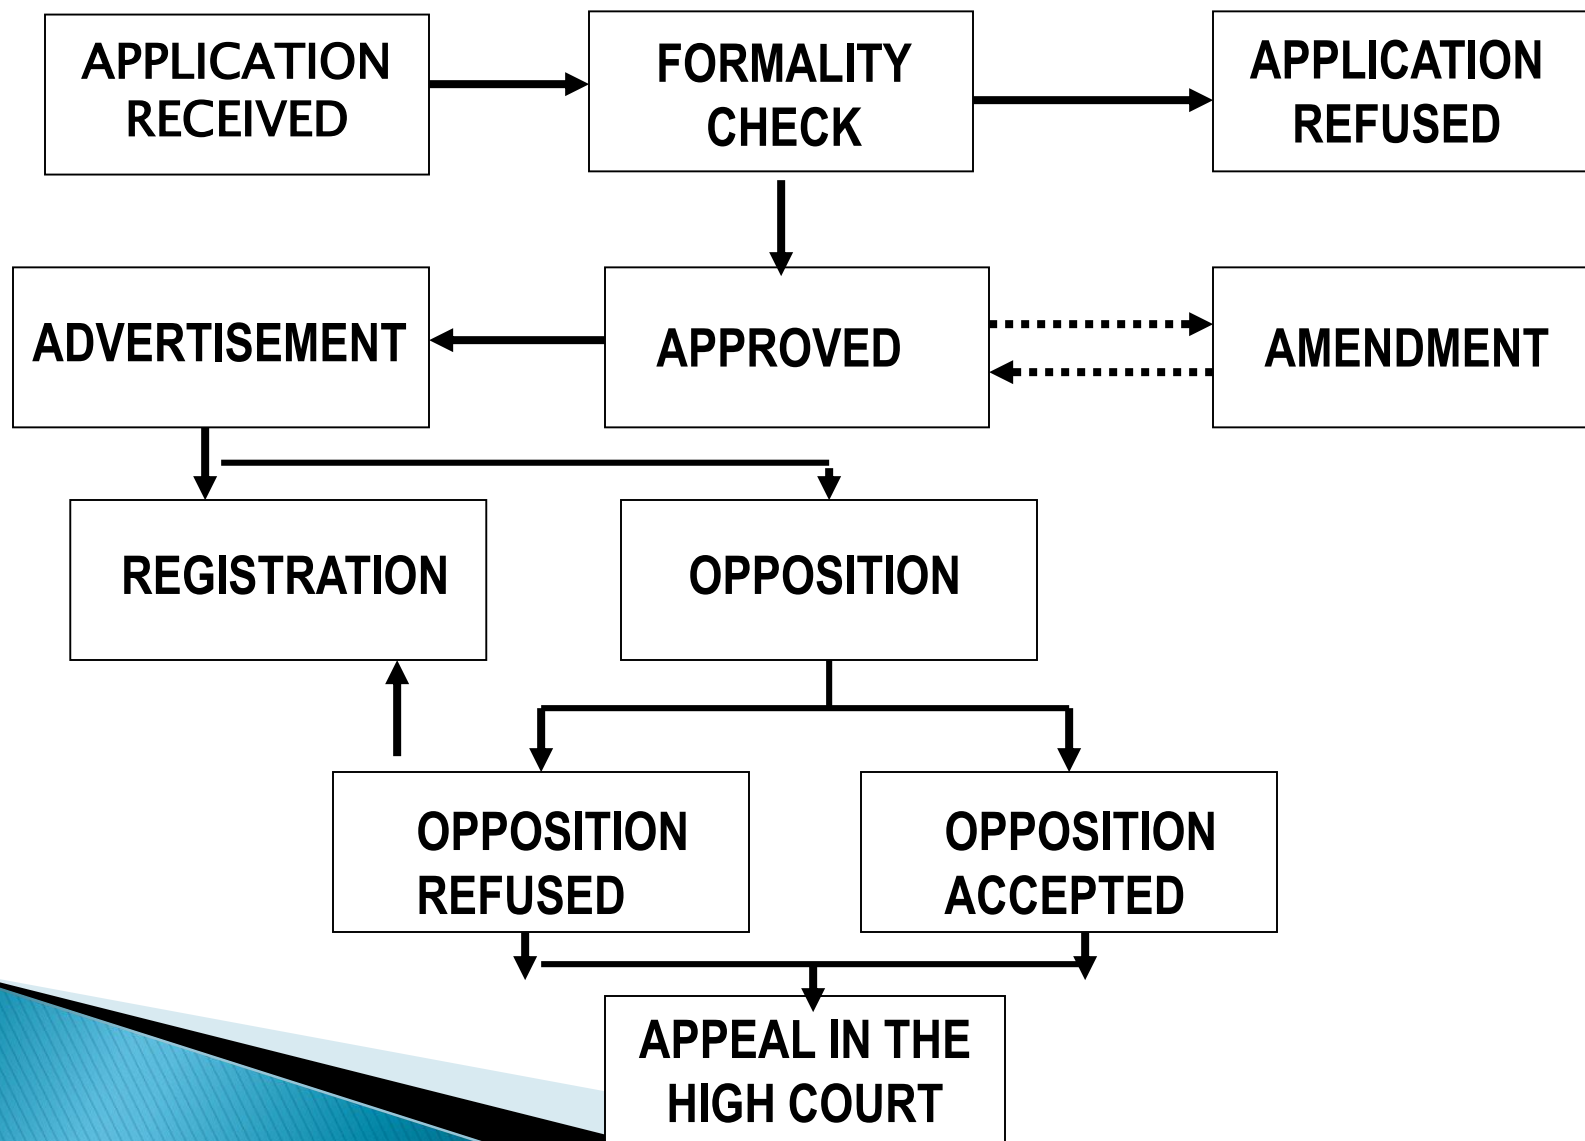 APPLICATION
RECEIVED
FORMALITY
CHECK
APPLICATION
REFUSED
ADVERTISEMENT
APPROVED
AMENDMENT
REGISTRATION
OPPOSITION
OPPOSITION
REFUSED
OPPOSITION
ACCEPTED
APPEAL IN THE
HIGH COURT